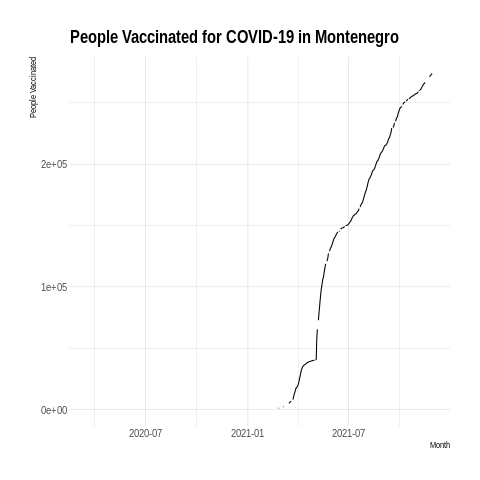 People Vaccinated for COVID-19 in Montenegro
People Vaccinated
2e+05
1e+05
0e+00
2020-07
2021-01
2021-07
Month